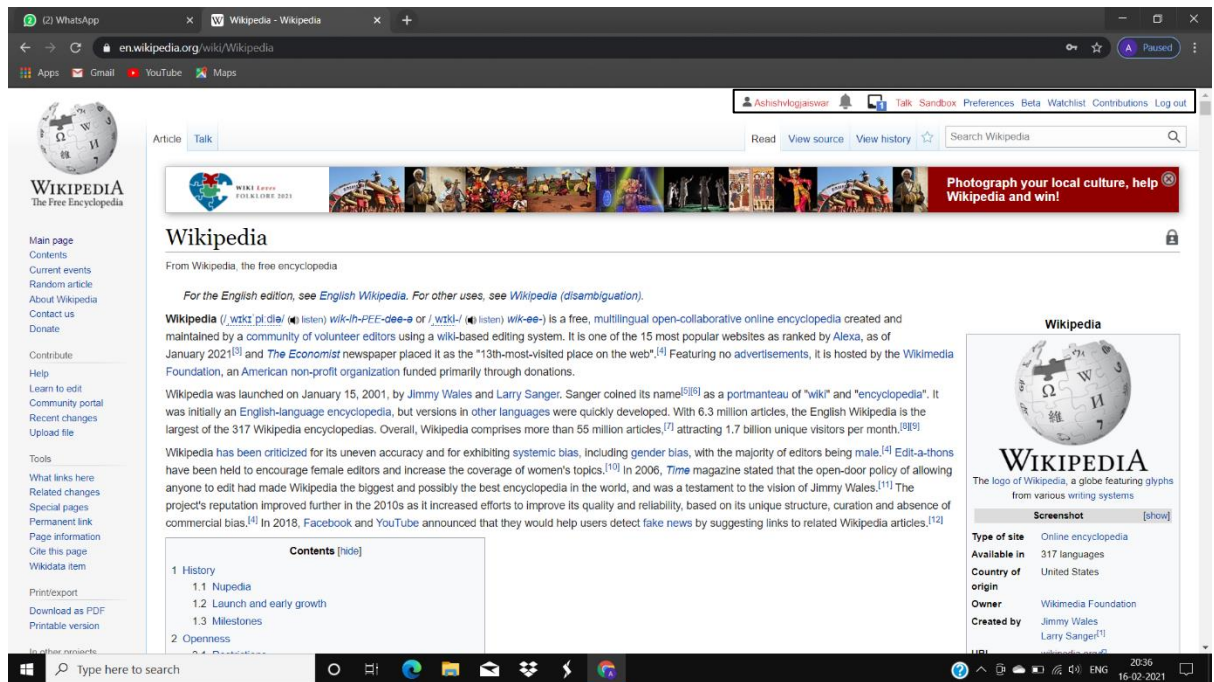 (2) WhatsApp
Wikipedia - Wikipedia
en.wikipedia.org/wiki/Wikipedia
A Paused
Apps Gmail YouTube Maps
Ashishvlogjaiswar 1 Talk Sandbox Preferences Beta Watchlist Contributions Log out
Article Talk
Read View source View history Search Wikipedia
WIKIPEDIA
The Free Encyclopedia
WIKI Loves
FOLKLORE 2021
Photograph your local culture, help
Wikipedia and win!
Main page
Contents
Current events
Random article
About Wikipedia
Contact us
Donate
Contribute
Help
Learn to edit
Community portal
Recent changes
Upload file
Tools
What links here
Related changes
Special pages
Permanent link
Page information
Cite this page
Wikidata item
Print/export
Download as PDF
Printable version
In other projects
Wikipedia
From Wikipedia, the free encyclopedia
For the English edition, see English Wikipedia. For other uses, see Wikipedia (disambiguation).
Wikipedia (/ˌwɪkɪˈpiːdiə/ (listen) wik-ih-PEE-dee-ə or /ˌwɪki-/ (listen) wik-ee-) is a free, multilingual open-collaborative online encyclopedia created and
maintained by a community of volunteer editors using a wiki-based editing system. It is one of the 15 most popular websites as ranked by Alexa, as of
January 2021[3] and The Economist newspaper placed it as the "13th-most-visited place on the web".[4] Featuring no advertisements, it is hosted by the Wikimedia
Foundation, an American non-profit organization funded primarily through donations.
Wikipedia was launched on January 15, 2001, by Jimmy Wales and Larry Sanger. Sanger coined its name[5][6] as a portmanteau of "wiki" and "encyclopedia". It
was initially an English-language encyclopedia, but versions in other languages were quickly developed. With 6.3 million articles, the English Wikipedia is the
largest of the 317 Wikipedia encyclopedias. Overall, Wikipedia comprises more than 55 million articles,[7] attracting 1.7 billion unique visitors per month.[8][9]
Wikipedia has been criticized for its uneven accuracy and for exhibiting systemic bias, including gender bias, with the majority of editors being male.[4] Edit-a-thons
have been held to encourage female editors and increase the coverage of women's topics.[10] In 2006, Time magazine stated that the open-door policy of allowing
anyone to edit had made Wikipedia the biggest and possibly the best encyclopedia in the world, and was a testament to the vision of Jimmy Wales.[11] The
project's reputation improved further in the 2010s as it increased efforts to improve its quality and reliability, based on its unique structure, curation and absence of
commercial bias.[4] In 2018, Facebook and YouTube announced that they would help users detect fake news by suggesting links to related Wikipedia articles.[12]
Contents [hide]
1 History
1.1 Nupedia
1.2 Launch and early growth
1.3 Milestones
2 Openness
Wikipedia
WIKIPEDIA
The logo of Wikipedia, a globe featuring glyphs
from various writing systems
Screenshot [show]
Type of site Online encyclopedia
Available in 317 languages
Country of United States
origin
Owner Wikimedia Foundation
Created by Jimmy Wales
Larry Sanger[1]
Type here to search
ENG
20:36
16-02-2021